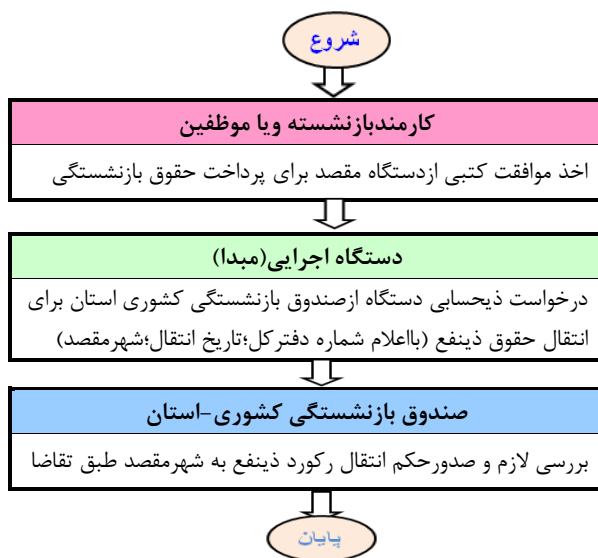 شروع
کارمندبازنشسته ویا موظفین
اخذ موافقت کتبی ازدستگاه مقصد برای پرداخت حقوق بازنشستگی
دستگاه اجرایی(مبدا)
درخواست ذیحسابی دستگاه ازصندوق بازنشستگی کشوری استان برای
انتقال حقوق ذینفع (بااعلام شماره دفترکل؛تاریخ انتقال؛شهرمقصد)
صندوق بازنشستگی کشوری-استان
بررسی لازم و صدورحکم انتقال رکورد ذینفع به شهرمقصد طبق تقاضا
پایان